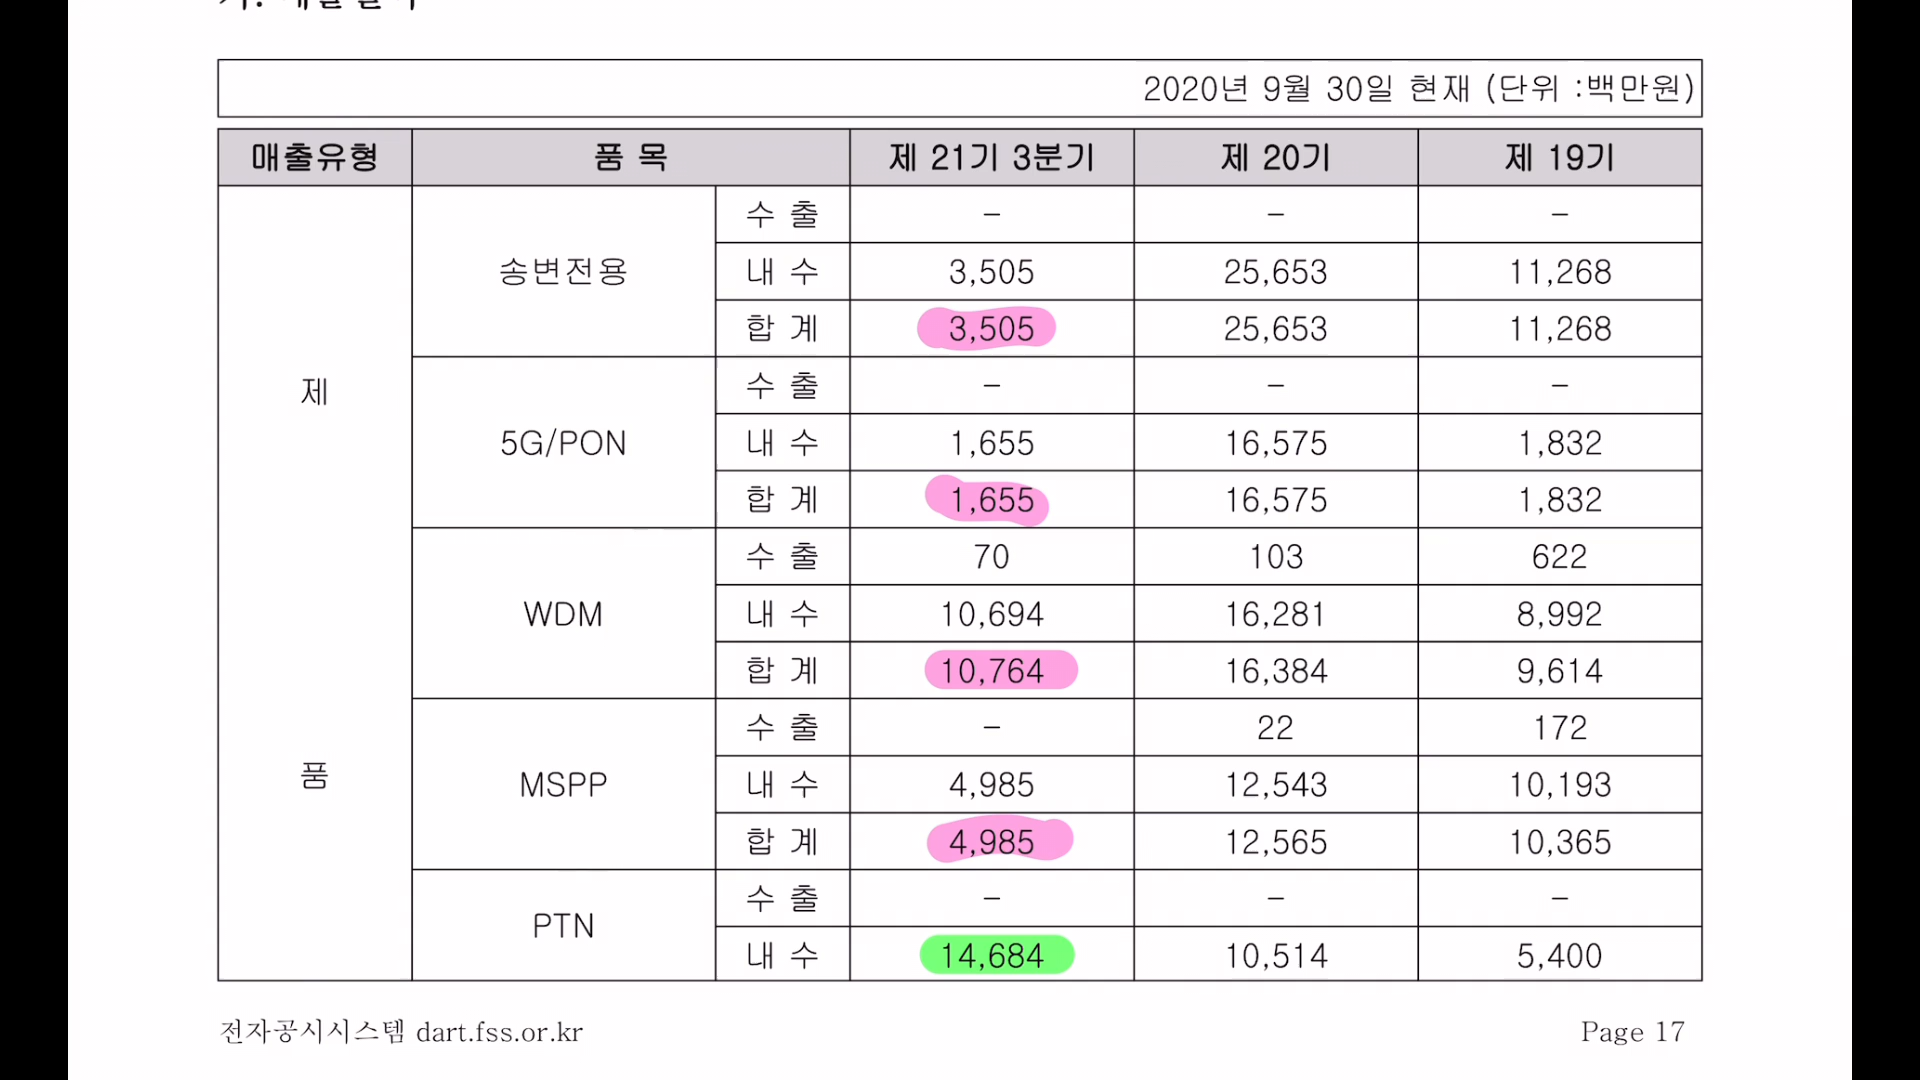 2020년 9월 30일 현재 (단위 :백만원)
매출유형 품 목 제 21기 3분기 제 20기 제 19기
제 품
송변전용 수 출 - - -
내 수 3,505 25,653 11,268
합 계 3,505 25,653 11,268
5G/PON 수 출 - - -
내 수 1,655 16,575 1,832
합 계 1,655 16,575 1,832
WDM 수 출 70 103 622
내 수 10,694 16,281 8,992
합 계 10,764 16,384 9,614
MSPP 수 출 - 22 172
내 수 4,985 12,543 10,193
합 계 4,985 12,565 10,365
PTN 수 출 - - -
내 수 14,684 10,514 5,400
전자공시시스템 dart.fss.or.kr Page 17